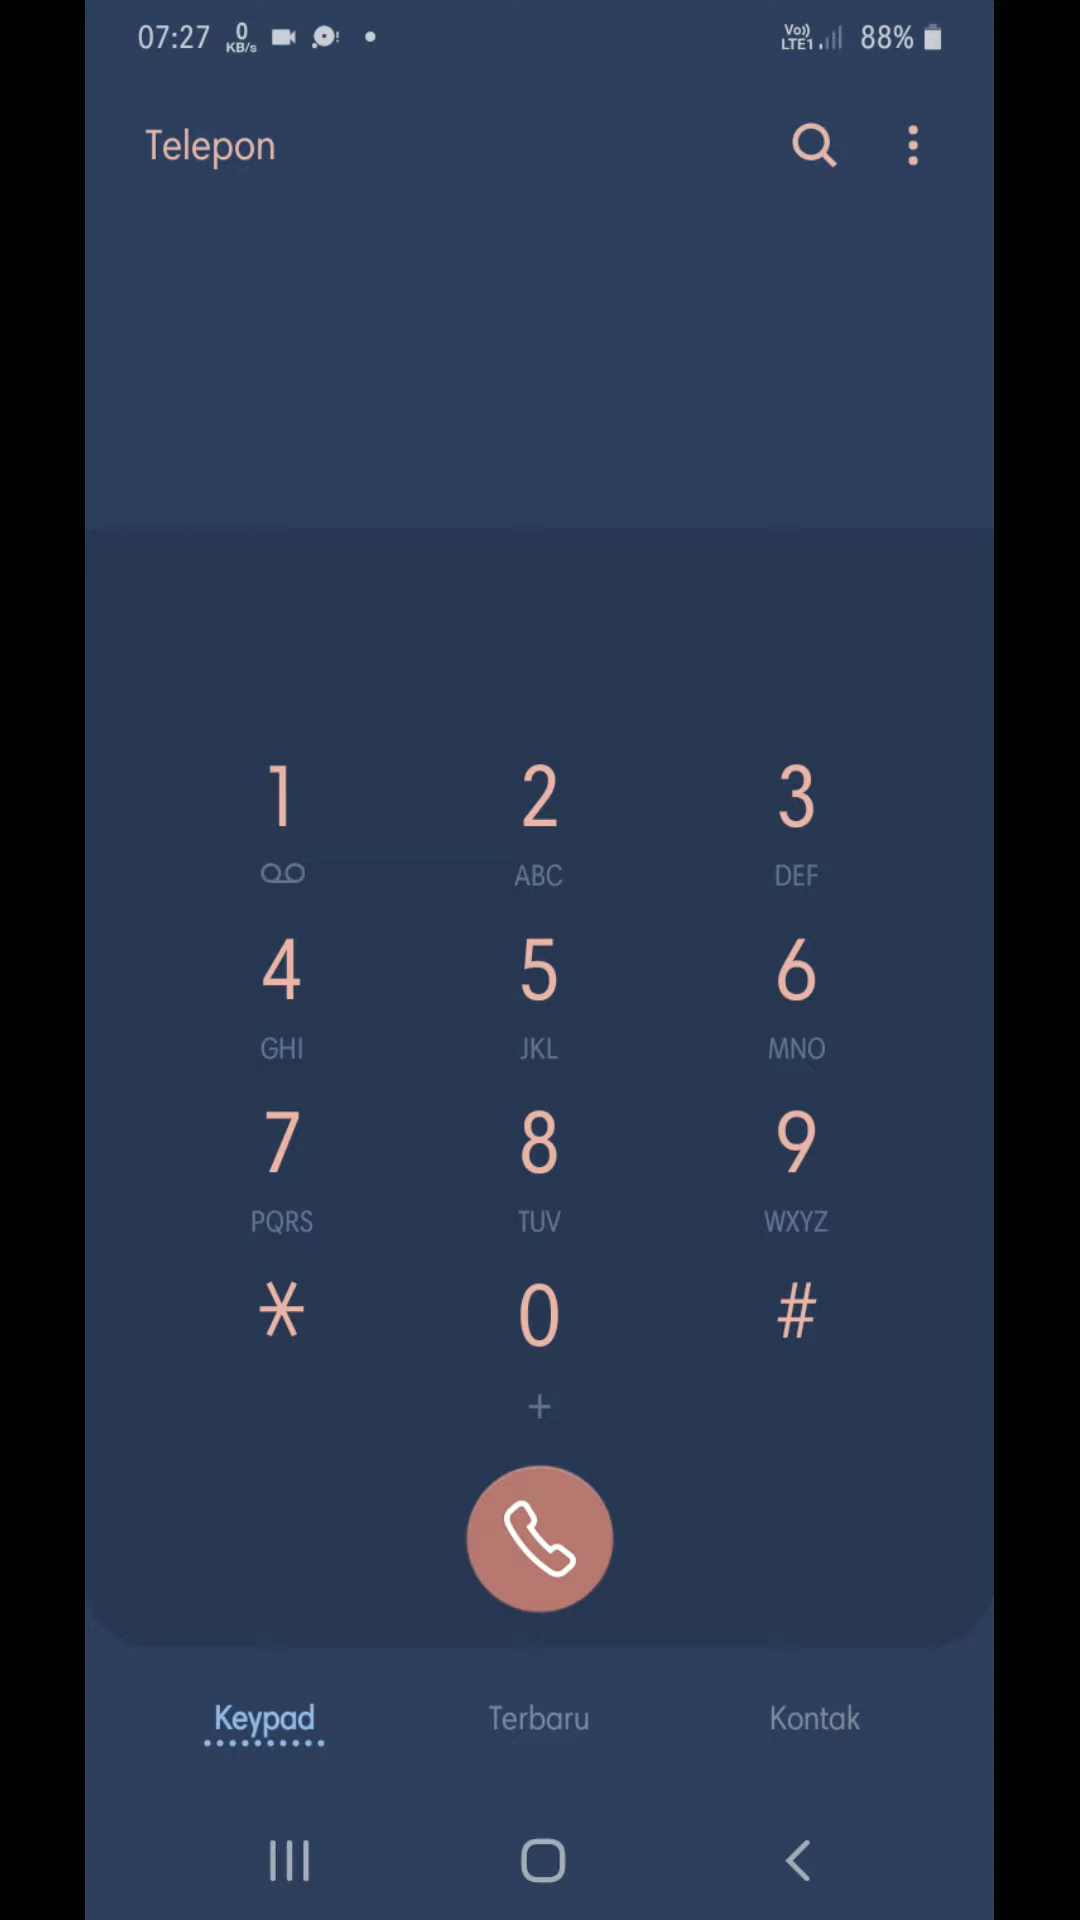 07:27 0 KB/s Vo)) LTE1 88%
Telepon
1 2 3
ABC DEF
4 5 6
GHI JKL MNO
7 8 9
PQRS TUV WXYZ
* 0 #
+
Keypad Terbaru Kontak